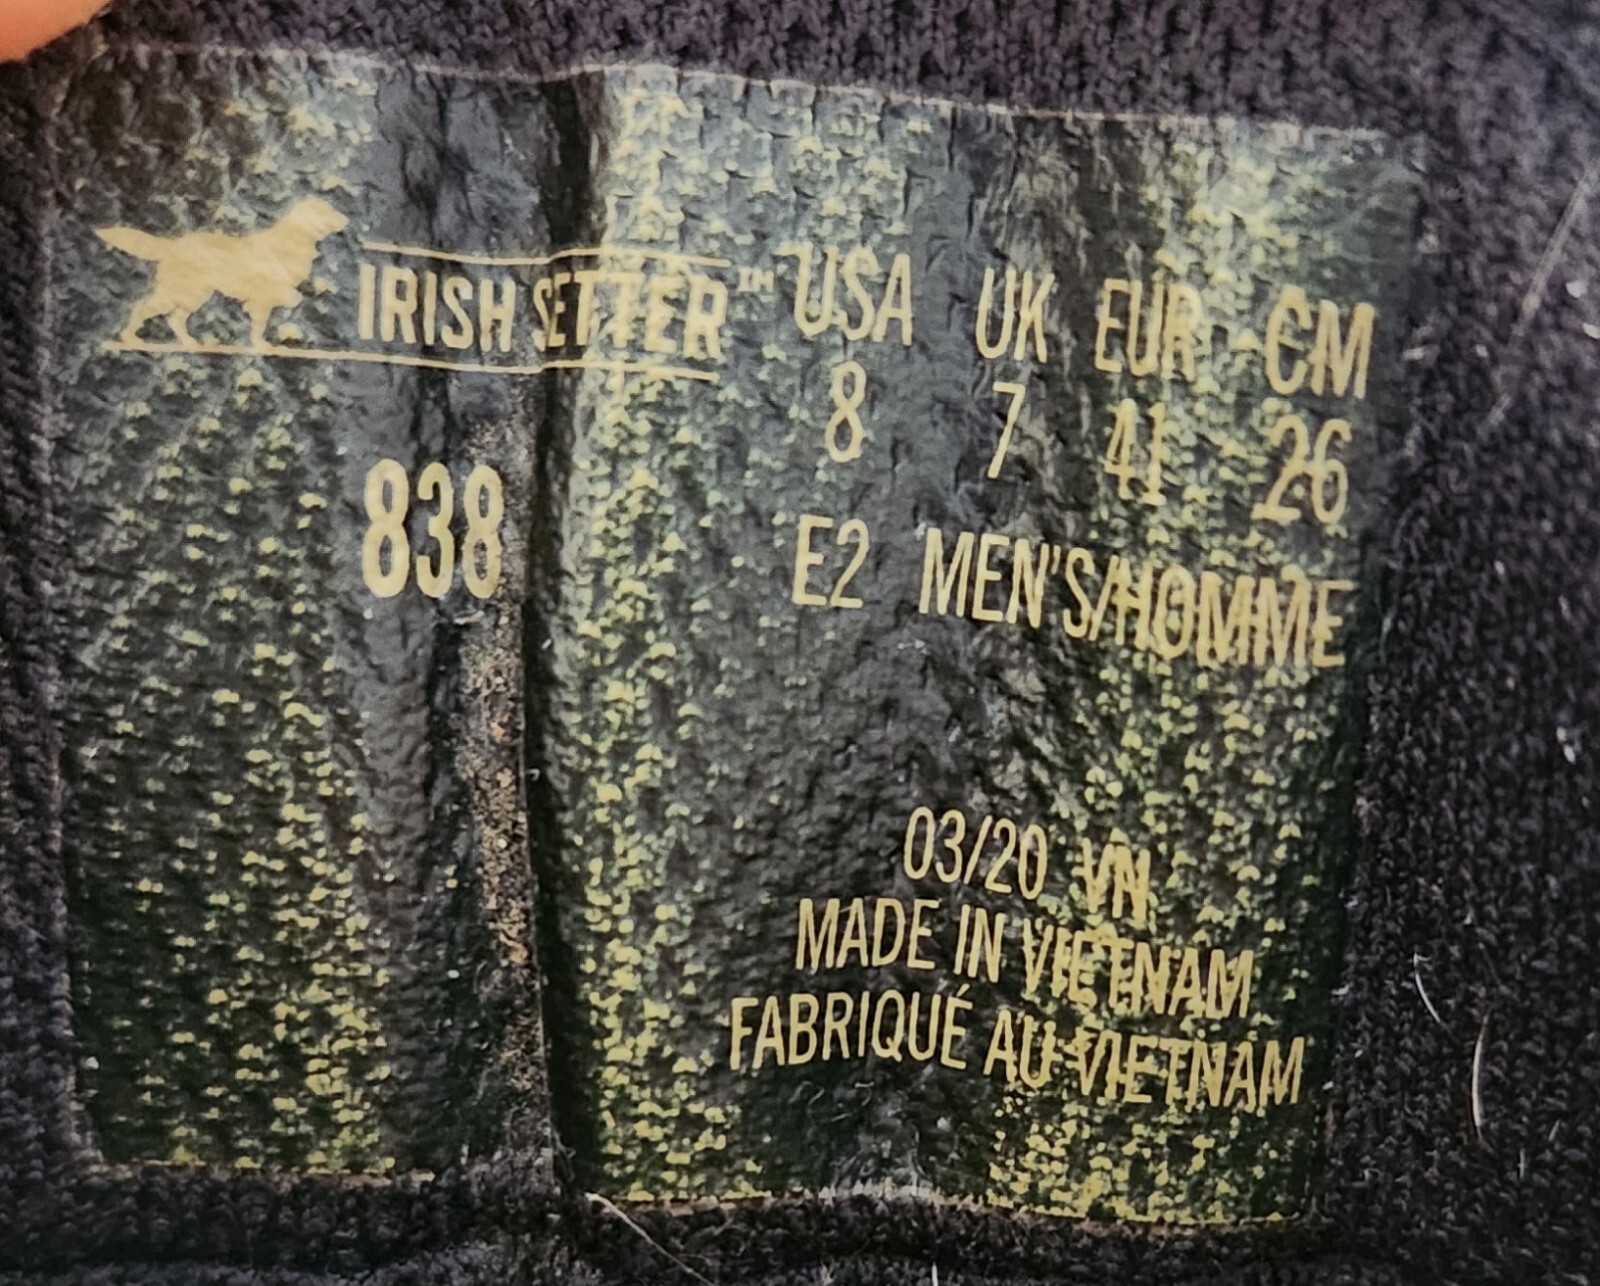 IRISH SETTER™
838
USA UK EUR CM
8 7 41 26
E2 MEN'S/HOMME
03/20 VN
MADE IN VIETNAM
FABRIQUÉ AU VIETNAM